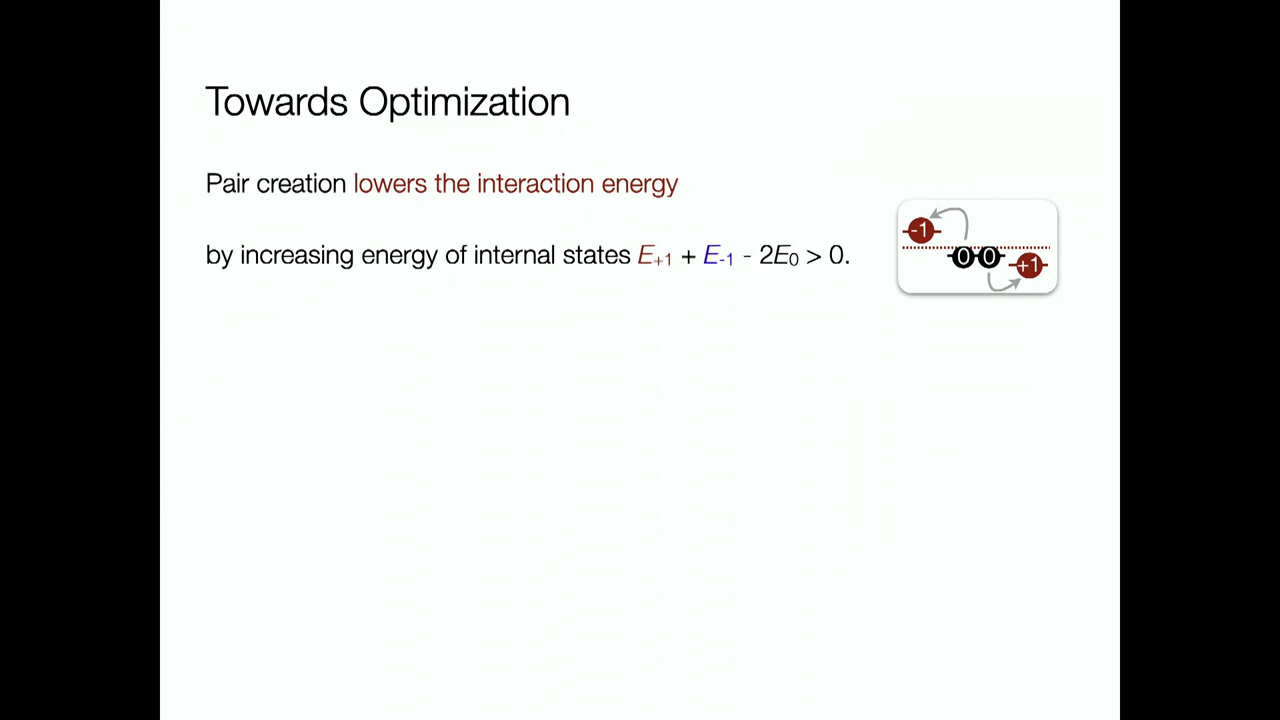 Towards Optimization
Pair creation lowers the interaction energy
by increasing energy of internal states E+1 + E-1 - 2E0 > 0.
-1
0 0
+1